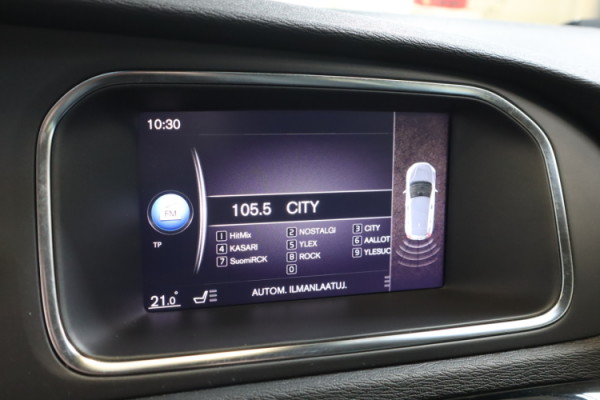 10:30
105.5 CITY
FM
1 HitMix 2 NOSTALGI 3 CITY
4 KASARI 5 YLEX 6 AALLOT
7 SuomiRCK 8 ROCK 9 YLESUO
0
TP
21.0° AUTOM. ILMANLAATUJ.